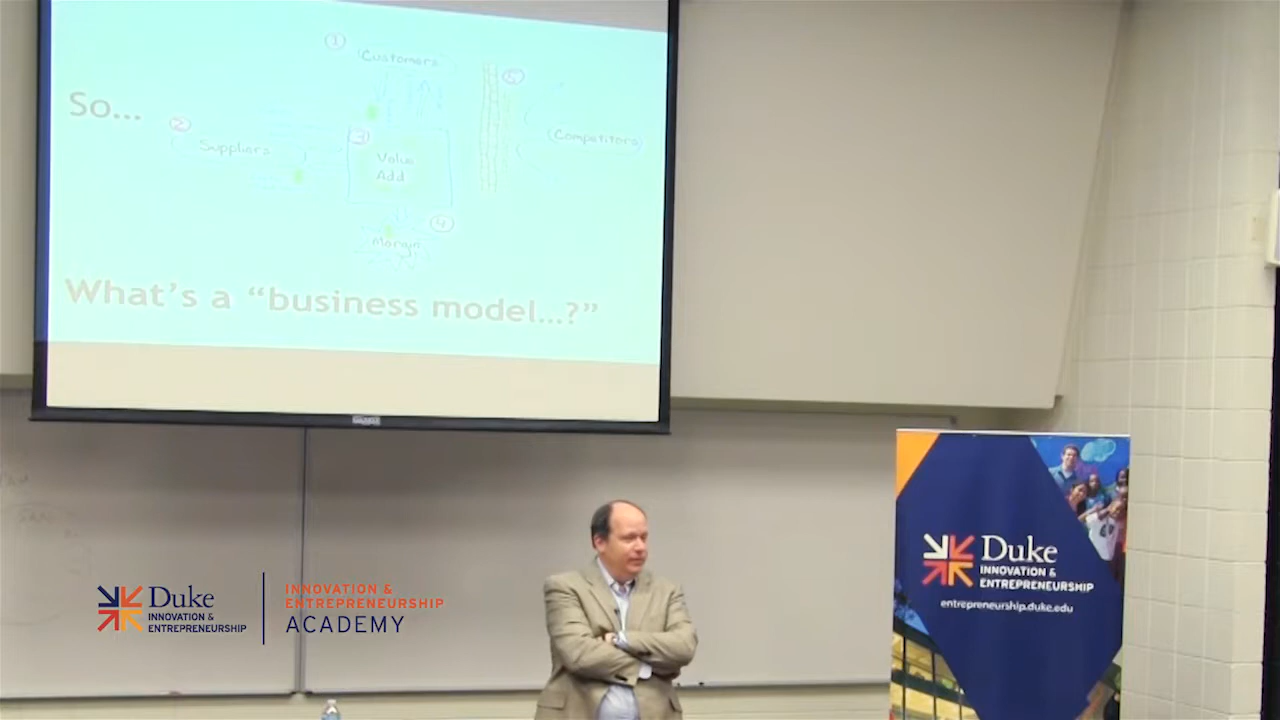 So...
1
Customers
2
Suppliers
3
Value
Add
4
Margin
5
Competitors
What's a “business model...?”
Duke
INNOVATION &
ENTREPRENEURSHIP
INNOVATION &
ENTREPRENEURSHIP
ACADEMY
Duke
INNOVATION &
ENTREPRENEURSHIP
entrepreneurship.duke.edu